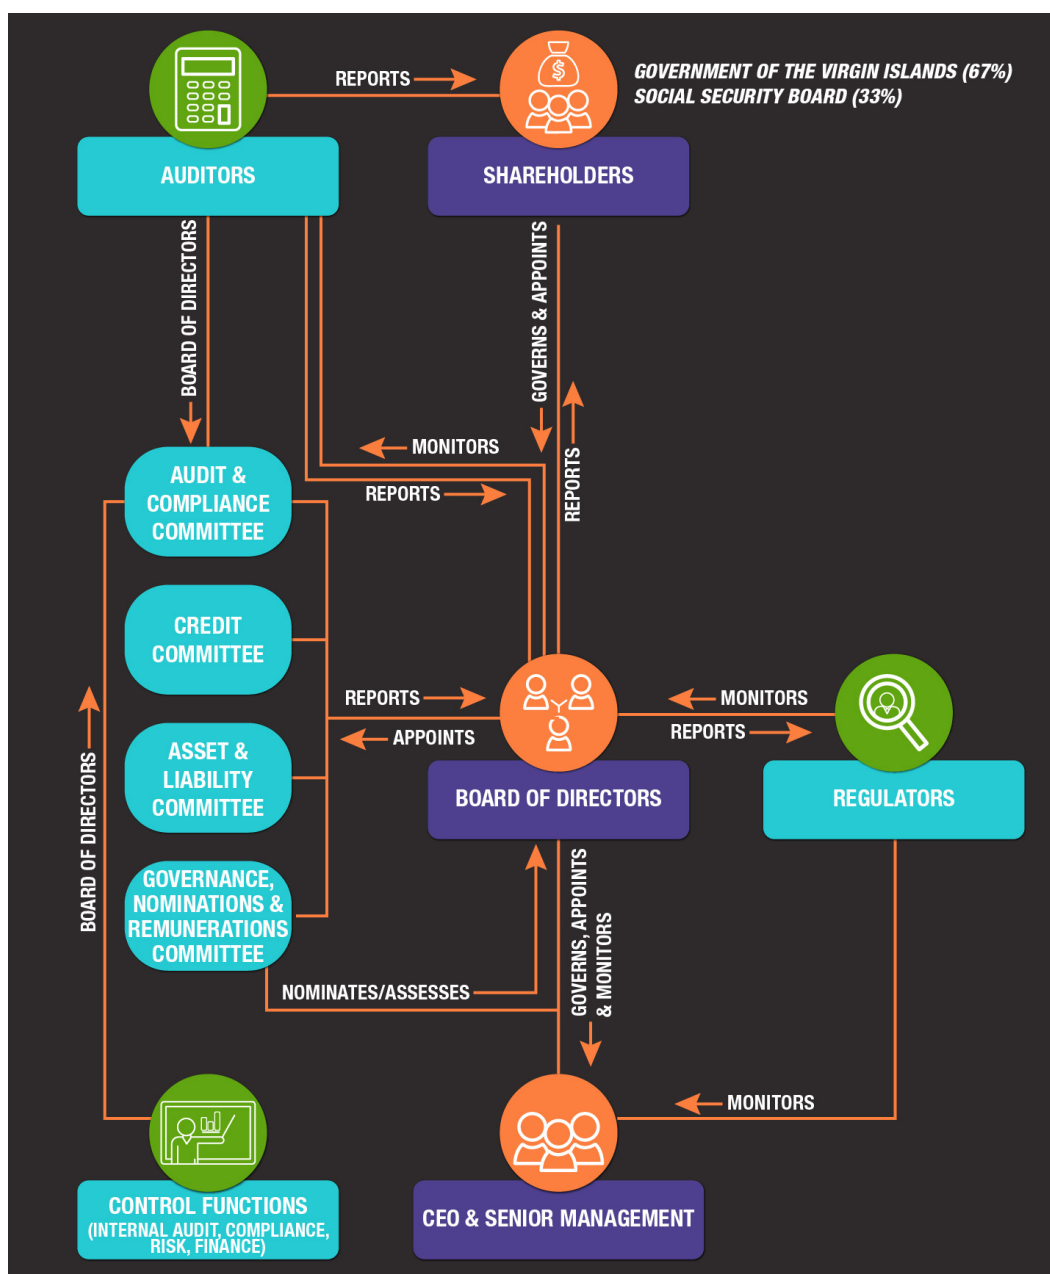 REPORTS
$
GOVERNMENT OF THE VIRGIN ISLANDS (67%)
SOCIAL SECURITY BOARD (33%)
AUDITORS
SHAREHOLDERS
BOARD OF DIRECTORS
GOVERNS & APPOINTS
MONITORS
REPORTS
REPORTS
AUDIT &
COMPLIANCE
COMMITTEE
CREDIT
COMMITTEE
REPORTS
APPOINTS
MONITORS
REPORTS
ASSET &
LIABILITY
COMMITTEE
BOARD OF DIRECTORS
REGULATORS
BOARD OF DIRECTORS
GOVERNANCE,
NOMINATIONS &
REMUNERATIONS
COMMITTEE
NOMINATES/ASSESSES
GOVERNS, APPOINTS
& MONITORS
MONITORS
CONTROL FUNCTIONS
(INTERNAL AUDIT, COMPLIANCE,
RISK, FINANCE)
CEO & SENIOR MANAGEMENT